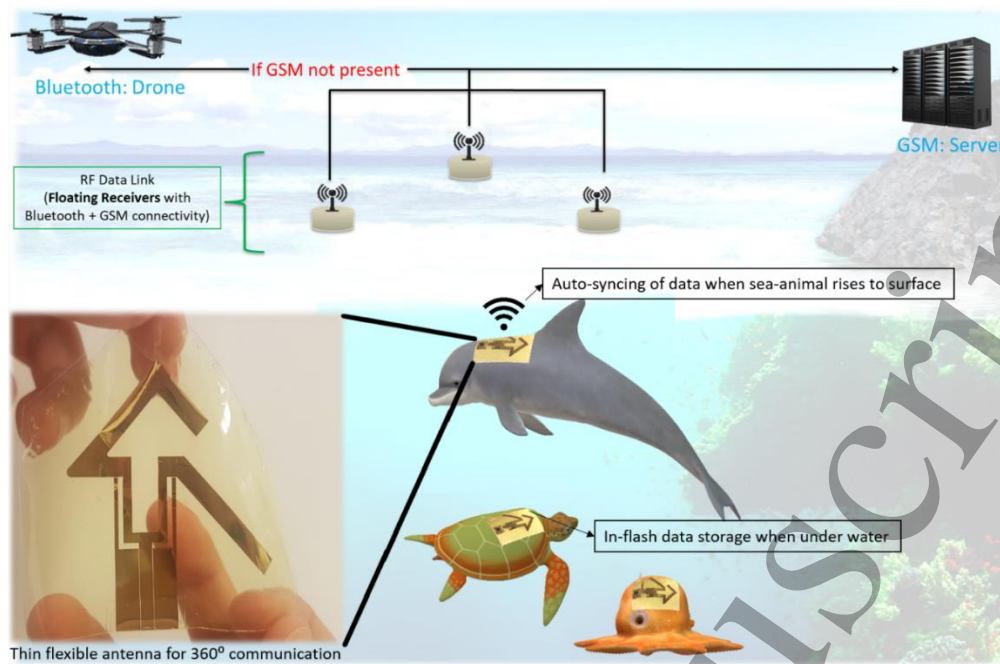 If GSM not present
Bluetooth: Drone
GSM: Server
RF Data Link
(Floating Receivers with
Bluetooth + GSM connectivity)
Auto-syncing of data when sea-animal rises to surface
In-flash data storage when under water
Thin flexible antenna for 360⁰ communication